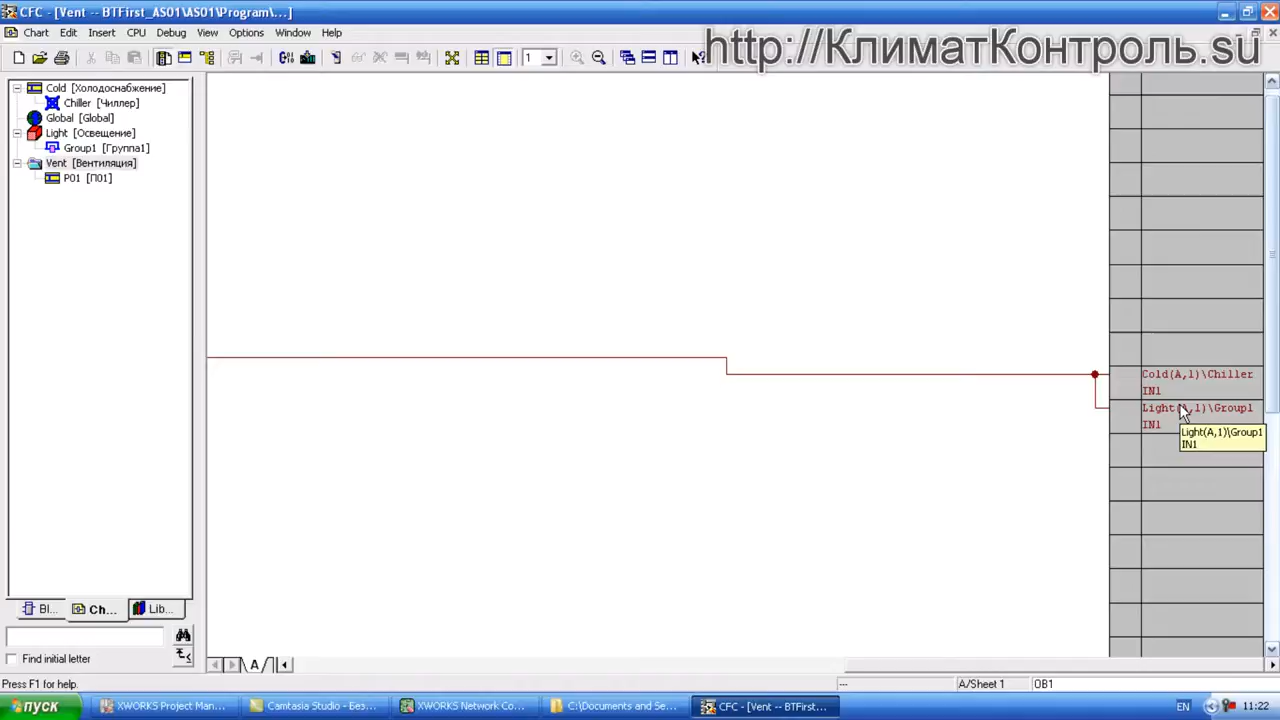 CFC - [Vent -- BTFirst_AS01\AS01\Program\...]
Chart Edit Insert CPU Debug View Options Window Help
http://КлиматКонтроль.su
1
Cold [Холодоснабжение]
Chiller [Чиллер]
Global [Global]
Light [Освещение]
Group1 [Группа1]
Vent [Вентиляция]
P01 [П01]
Cold(A,1)\Chiller
IN1
Light(A,1)\Group1
IN1
Light(A,1)\Group1
IN1
Bl... Ch... Lib...
Find initial letter
A
Press F1 for help.
--- A/Sheet 1 OB1
пуск XWORKS Project Man... Camtasia Studio - Без... XWORKS Network Co... C:\Documents and Se... CFC - [Vent -- BTFirst... EN 11:22